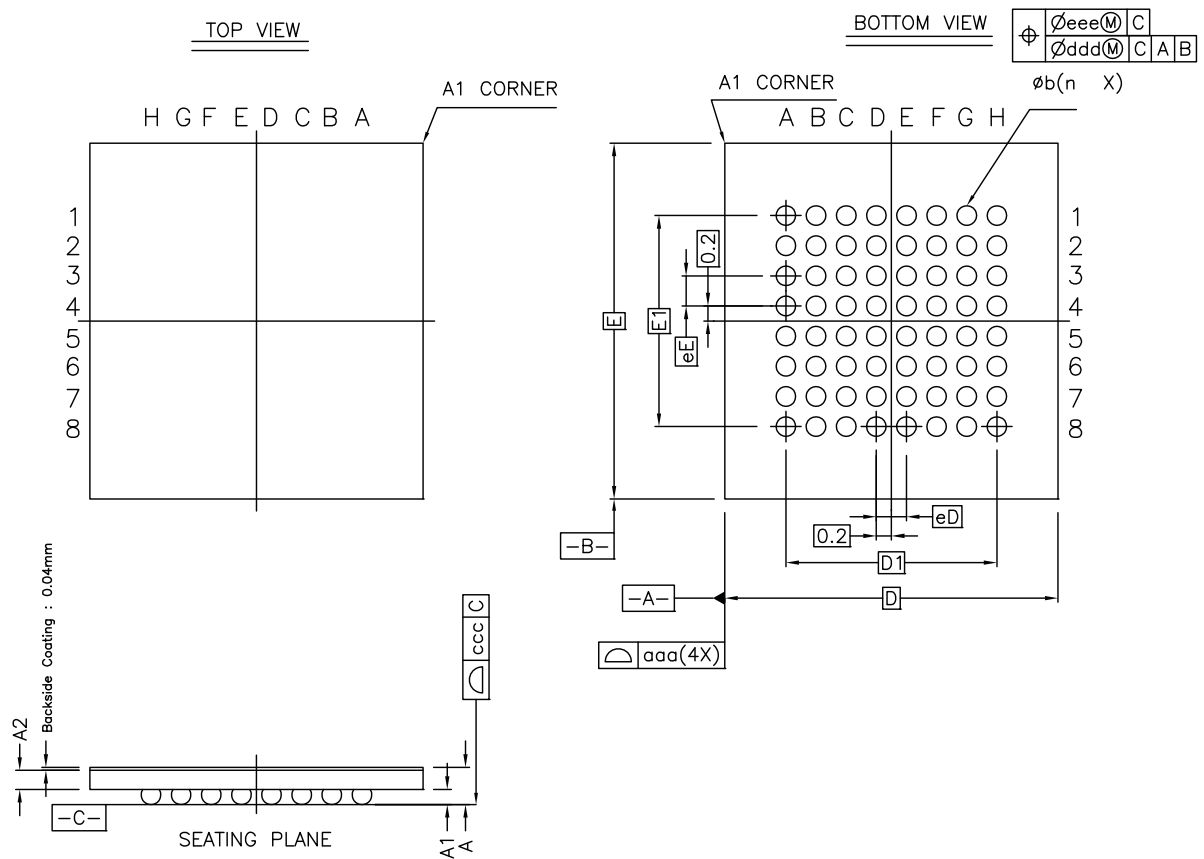 TOP VIEW
A1 CORNER
H G F E D C B A
1
2
3
4
5
6
7
8
BOTTOM VIEW
Øeee Ⓜ C
Øddd Ⓜ C A B
A1 CORNER
øb(n X)
A B C D E F G H
1
2
3
4
5
6
7
8
0.2
E
E1
eE
eD
0.2
D1
D
-B-
-A-
aaa(4X)
Backside Coating : 0.04mm
A2
ccc C
-C-
A1
A
SEATING PLANE